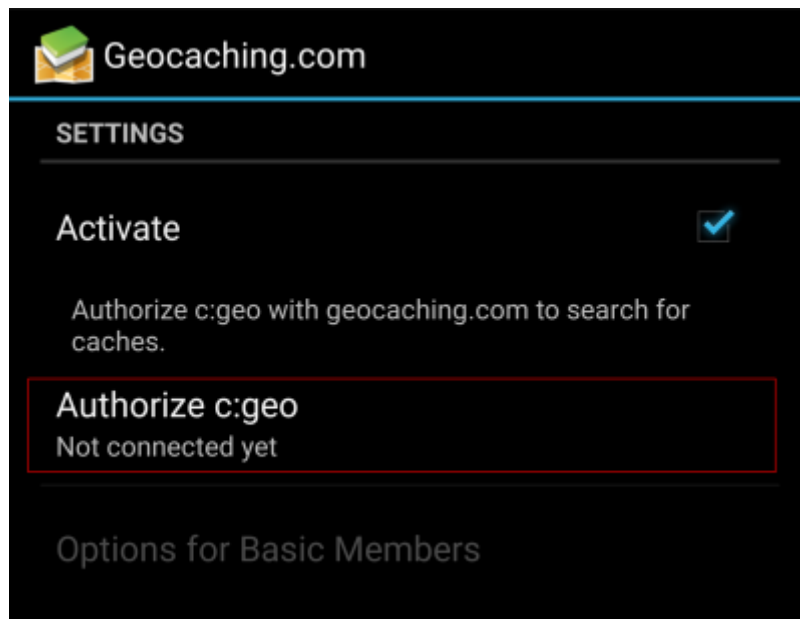 Geocaching.com
SETTINGS
Activate
Authorize c:geo with geocaching.com to search for
caches.
Authorize c:geo
Not connected yet
Options for Basic Members